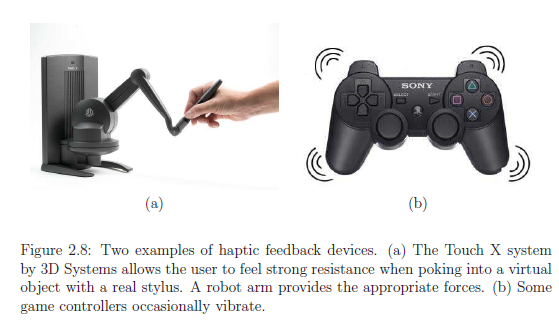 SONY
SELECT
START
(a)
(b)
Figure 2.8: Two examples of haptic feedback devices. (a) The Touch X system
by 3D Systems allows the user to feel strong resistance when poking into a virtual
object with a real stylus. A robot arm provides the appropriate forces. (b) Some
game controllers occasionally vibrate.